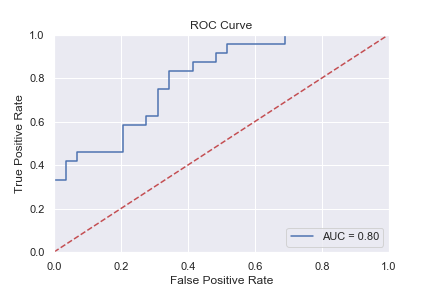 ROC Curve
True Positive Rate
1.0
0.8
0.6
0.4
0.2
0.0
AUC = 0.80
0.0 0.2 0.4 0.6 0.8 1.0
False Positive Rate